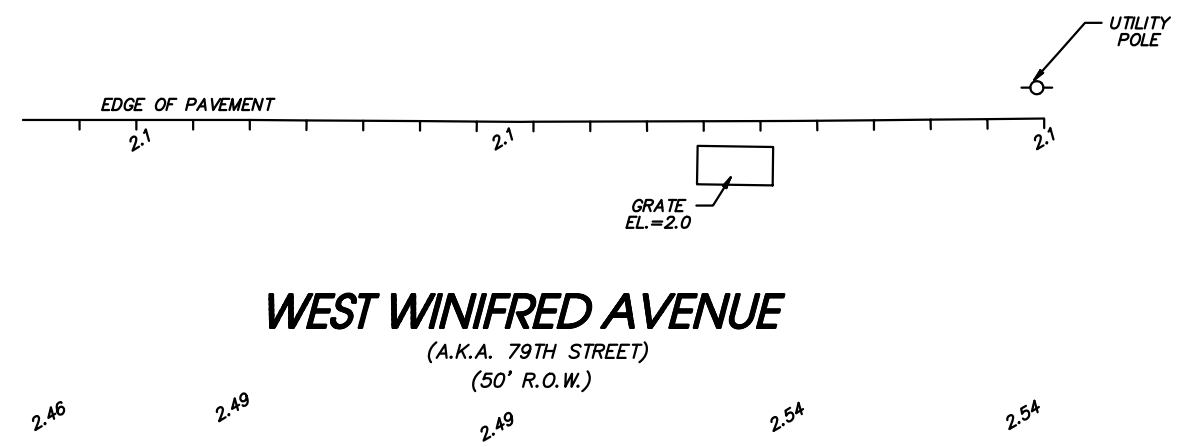 UTILITY
POLE
EDGE OF PAVEMENT
2.1
2.1
2.1
GRATE
EL.=2.0
WEST WINIFRED AVENUE
(A.K.A. 79TH STREET)
(50' R.O.W.)
2.46
2.49
2.49
2.54
2.54